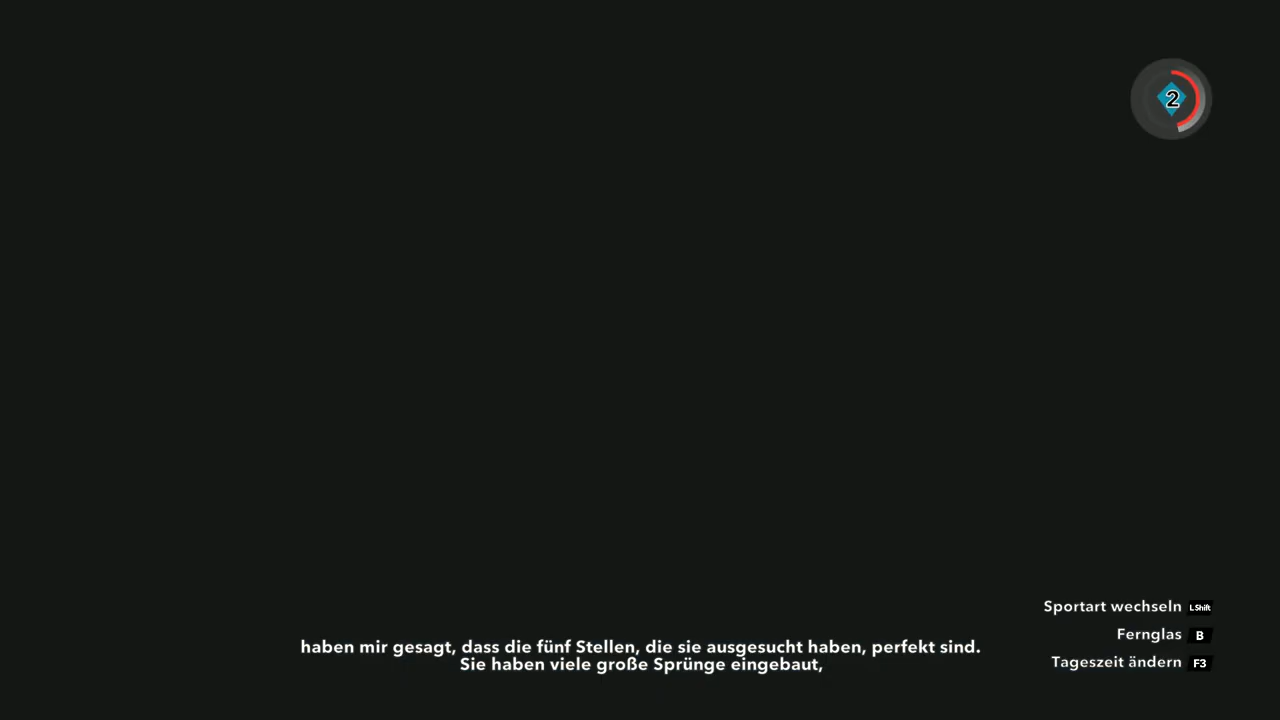 2
Sportart wechseln L Shift
Fernglas B
Tageszeit ändern F3
haben mir gesagt, dass die fünf Stellen, die sie ausgesucht haben, perfekt sind.
Sie haben viele große Sprünge eingebaut,